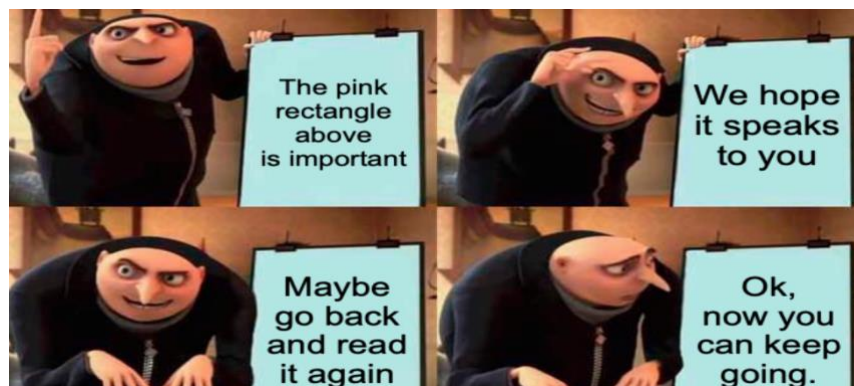 The pink
rectangle
above
is important
We hope
it speaks
to you
Maybe
go back
and read
it again
Ok,
now you
can keep
going.